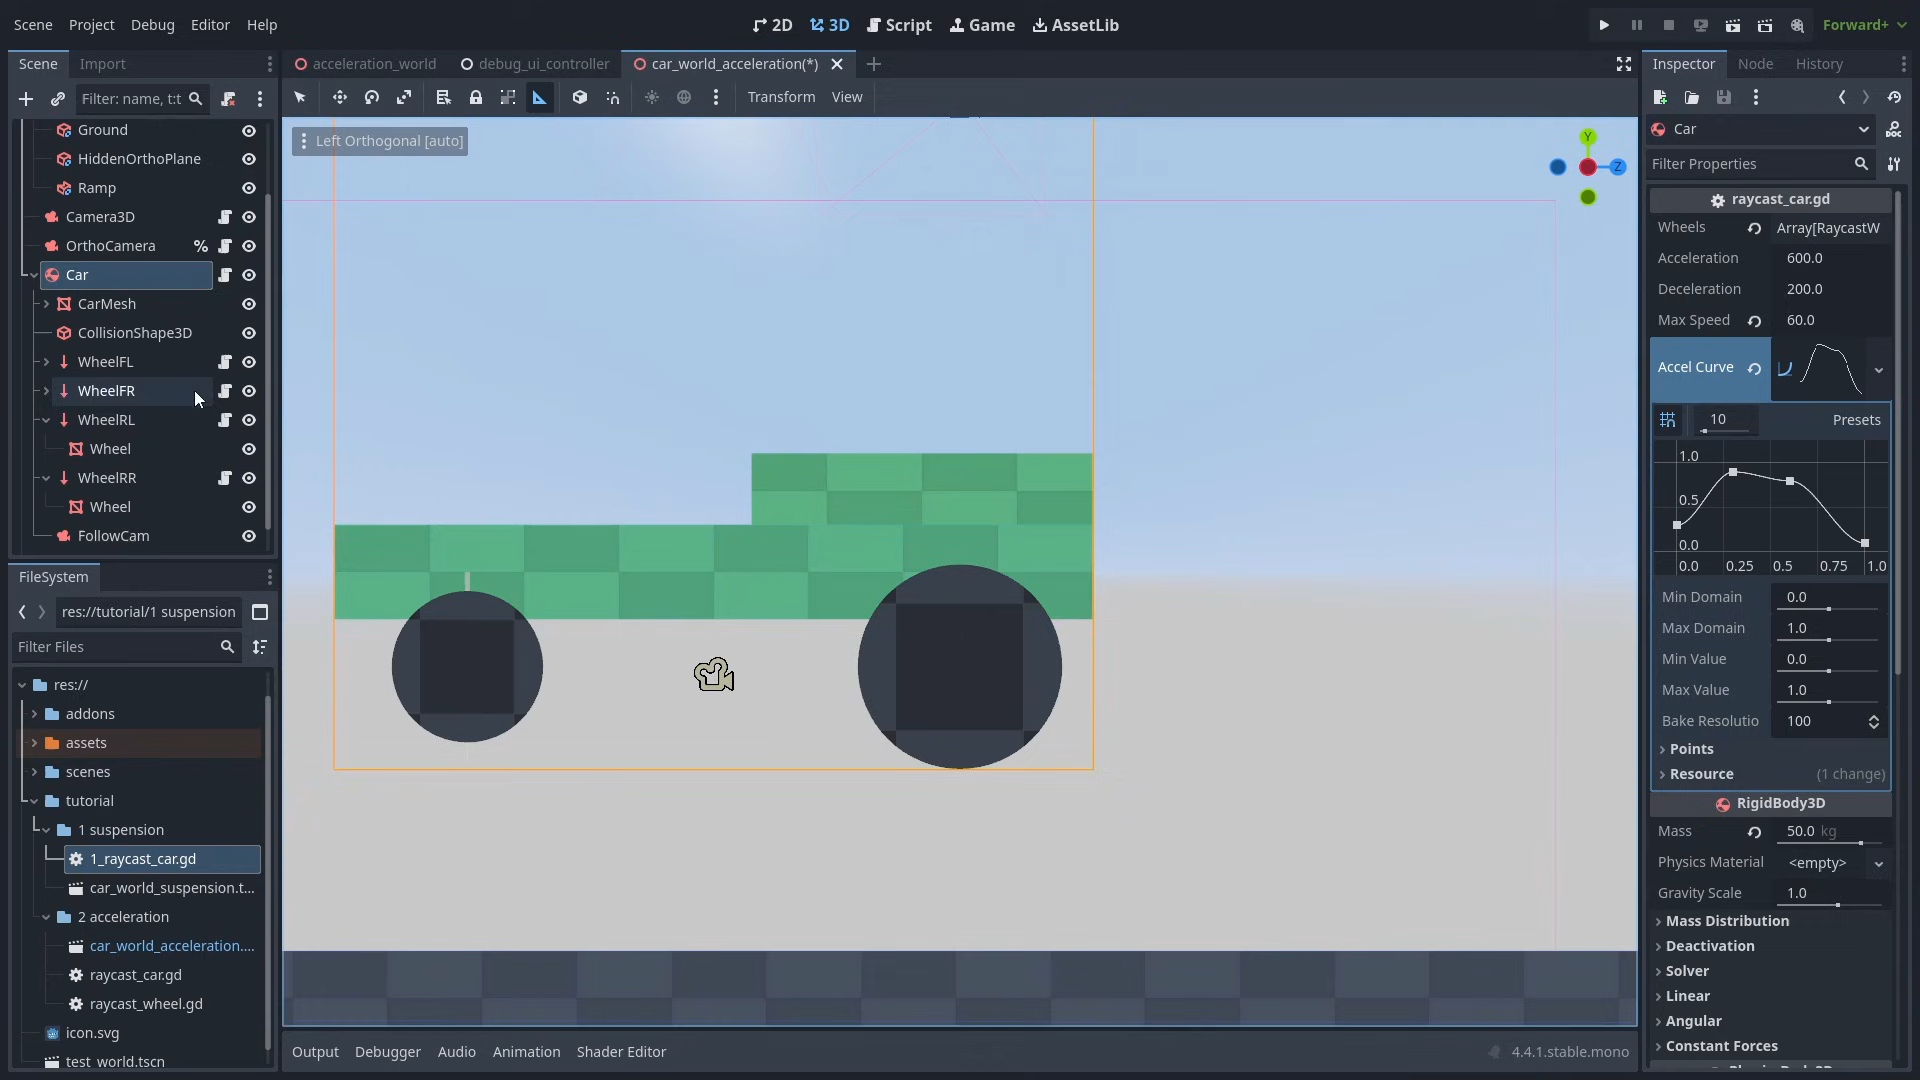 Scene Project Debug Editor Help
2D 3D Script Game AssetLib
Forward+
Scene Import
Filter: name, t:t
Ground
HiddenOrthoPlane
Ramp
Camera3D
OrthoCamera %
Car
CarMesh
CollisionShape3D
WheelFL
WheelFR
WheelRL
Wheel
WheelRR
Wheel
FollowCam
FileSystem
res://tutorial/1 suspension
Filter Files
res://
addons
assets
scenes
tutorial
1 suspension
1_raycast_car.gd
car_world_suspension.t...
2 acceleration
car_world_acceleration....
raycast_car.gd
raycast_wheel.gd
icon.svg
test_world.tscn
acceleration_world debug_ui_controller car_world_acceleration(*)
Transform View
Left Orthogonal [auto]
Y
Z
Output Debugger Audio Animation Shader Editor
4.4.1.stable.mono
Inspector Node History
Car
Filter Properties
raycast_car.gd
Wheels Array[RaycastW
Acceleration 600.0
Deceleration 200.0
Max Speed 60.0
Accel Curve
10 Presets
1.0
0.5
0.0
0.0 0.25 0.5 0.75 1.0
Min Domain 0.0
Max Domain 1.0
Min Value 0.0
Max Value 1.0
Bake Resolutio 100
Points
Resource (1 change)
RigidBody3D
Mass 50.0 kg
Physics Material <empty>
Gravity Scale 1.0
Mass Distribution
Deactivation
Solver
Linear
Angular
Constant Forces